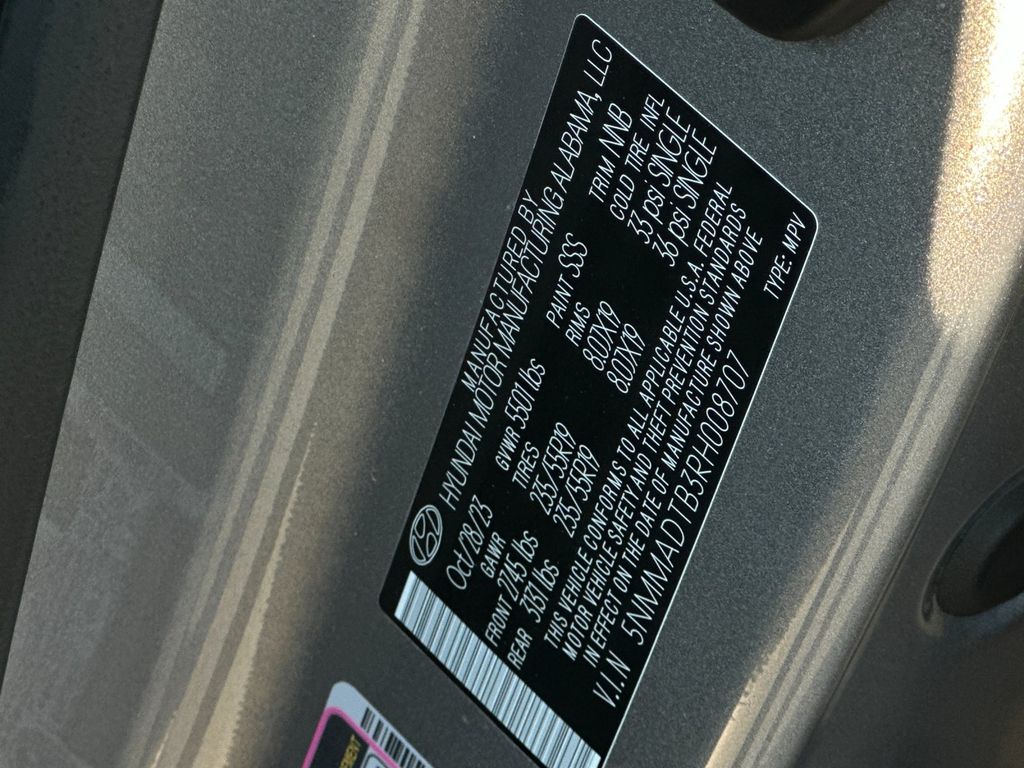 MANUFACTURED BY
HYUNDAI MOTOR MANUFACTURING ALABAMA, LLC
Oct/28/23 GVWR 5501 lbs PAINT SSS TRIM NNB
GAWR TIRES RIMS COLD TIRE INFL
FRONT 2745 lbs 235/55R19 8.0JX19 33 psi SINGLE
REAR 3131 lbs 235/55R19 8.0JX19 36 psi SINGLE
THIS VEHICLE CONFORMS TO ALL APPLICABLE U.S.A. FEDERAL
MOTOR VEHICLE SAFETY AND THEFT PREVENTION STANDARDS
IN EFFECT ON THE DATE OF MANUFACTURE SHOWN ABOVE
V.I.N 5NMMADTB3RH008707 TYPE: MPV